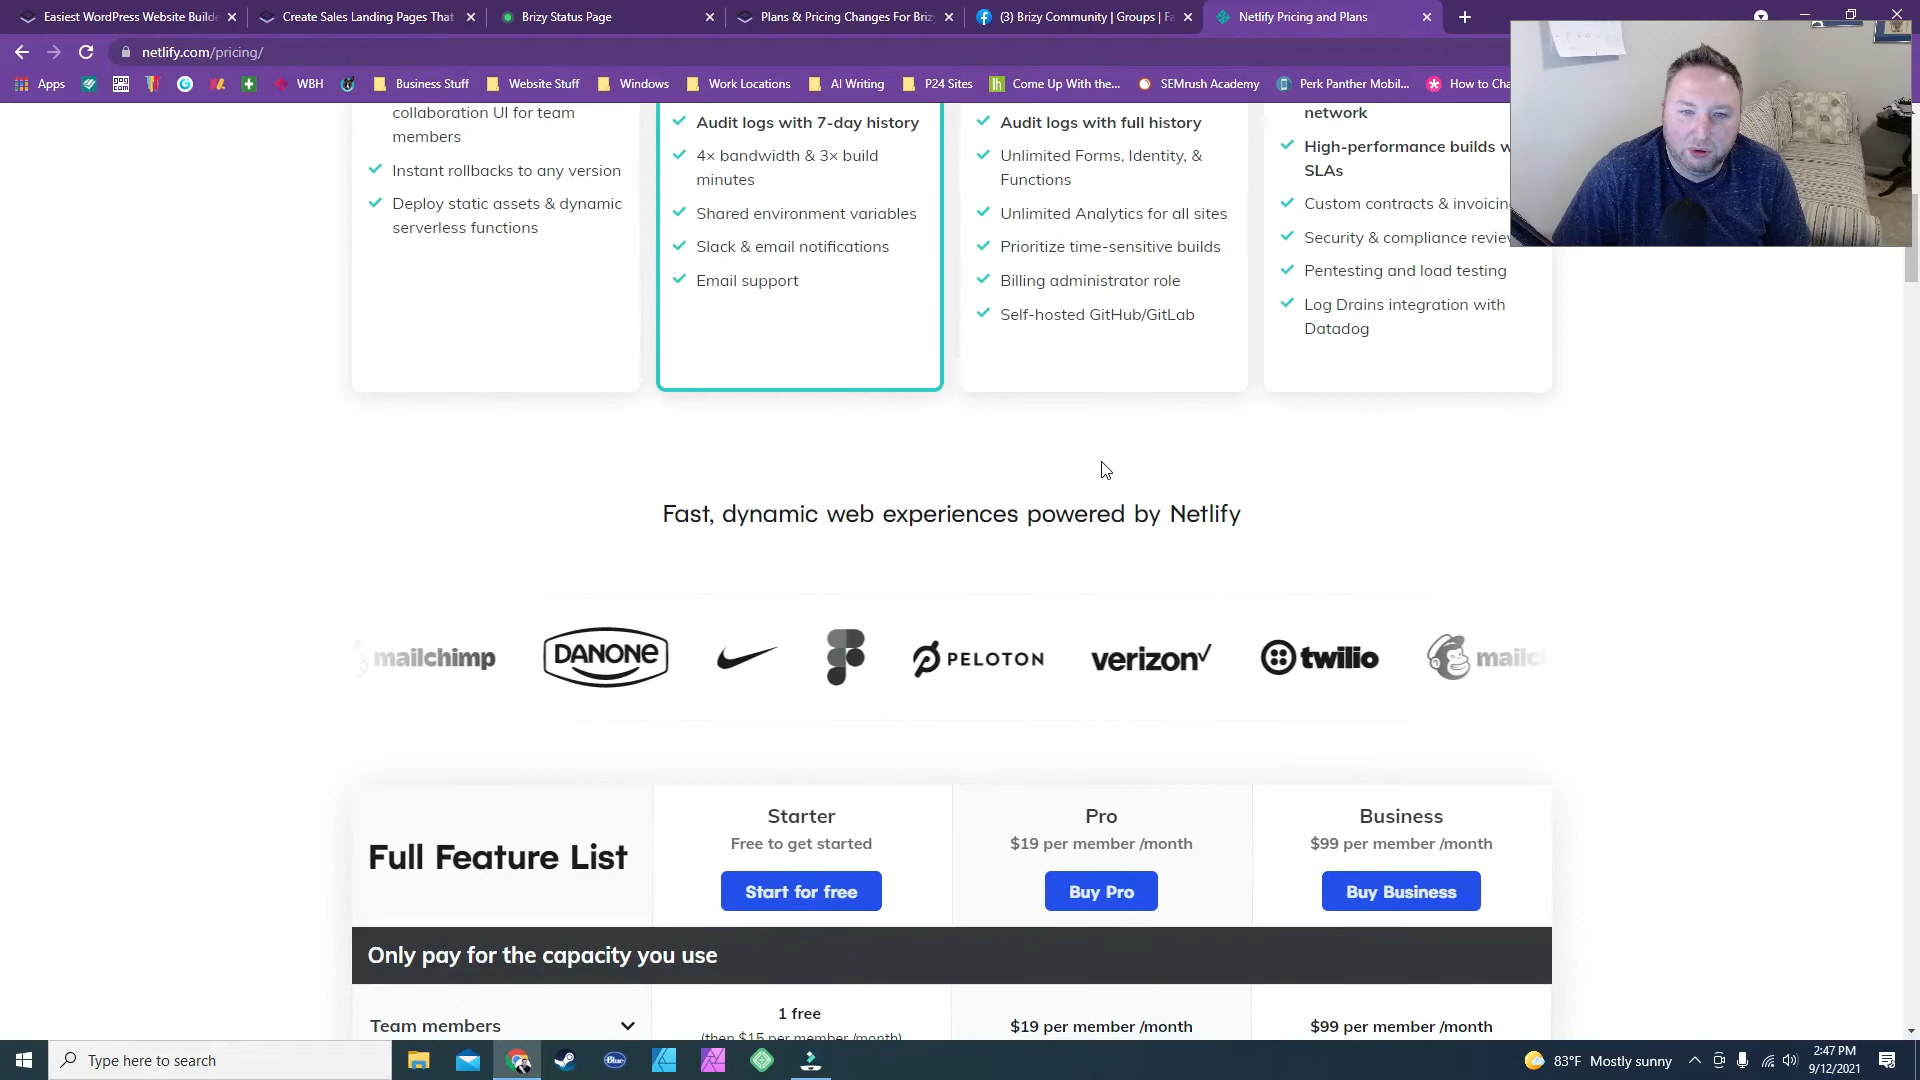 Easiest WordPress Website Builde
Create Sales Landing Pages That
Brizy Status Page
Plans & Pricing Changes For Briz
(3) Brizy Community | Groups | Fa
Netlify Pricing and Plans
netlify.com/pricing/
Apps
WBH
Business Stuff
Website Stuff
Windows
Work Locations
AI Writing
P24 Sites
Come Up With the...
SEMrush Academy
Perk Panther Mobil...
How to Cha
collaboration UI for team
members
Instant rollbacks to any version
Deploy static assets & dynamic
serverless functions
Audit logs with 7-day history
4× bandwidth & 3× build
minutes
Shared environment variables
Slack & email notifications
Email support
Audit logs with full history
Unlimited Forms, Identity, &
Functions
Unlimited Analytics for all sites
Prioritize time-sensitive builds
Billing administrator role
Self-hosted GitHub/GitLab
network
High-performance builds w
SLAs
Custom contracts & invoicin
Security & compliance review
Pentesting and load testing
Log Drains integration with
Datadog
Fast, dynamic web experiences powered by Netlify
mailchimp
DANONE
PELOTON
verizon✓
twilio
mailc
Full Feature List
Starter
Free to get started
Start for free
Pro
$19 per member /month
Buy Pro
Business
$99 per member /month
Buy Business
Only pay for the capacity you use
Team members
1 free
(then $15 per member /month)
$19 per member /month
$99 per member /month
Type here to search
Blue
83°F Mostly sunny
2:47 PM
9/12/2021